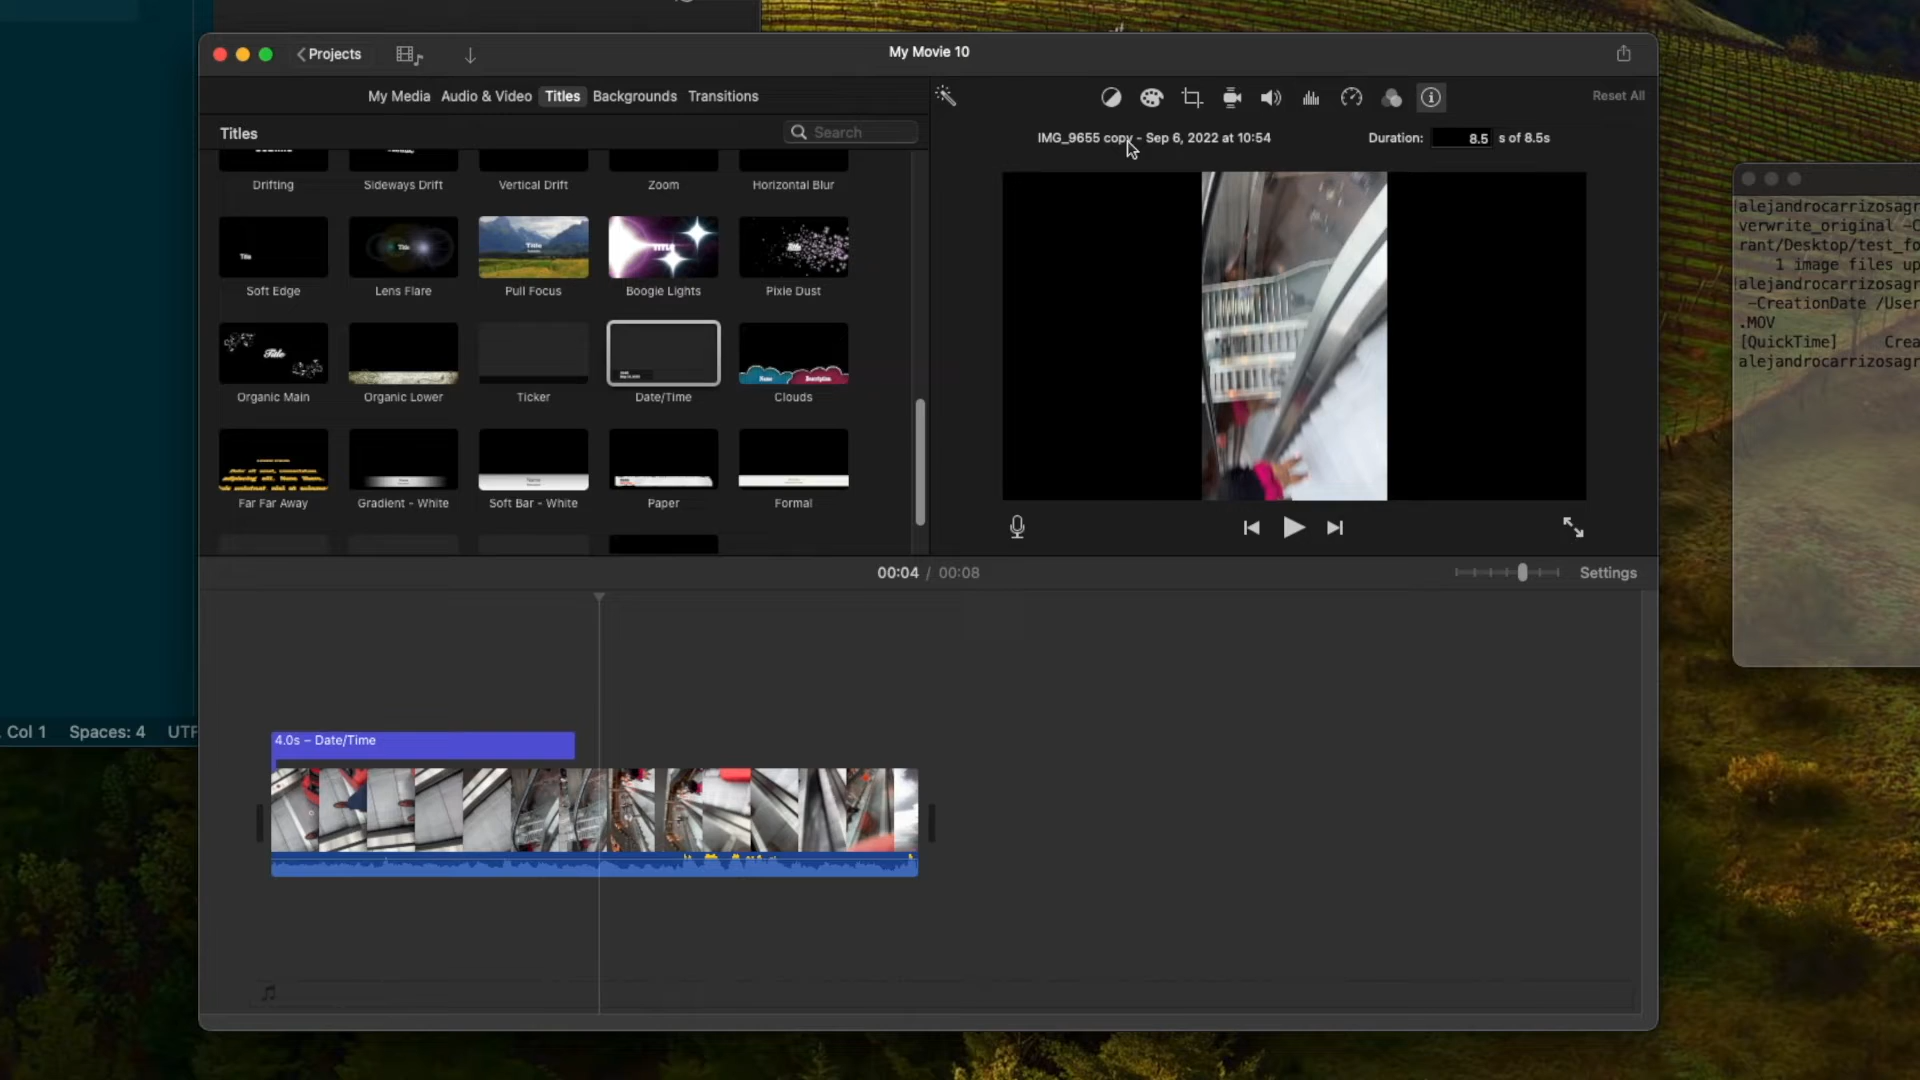 Projects
My Movie 10
My Media
Audio & Video
Titles
Backgrounds
Transitions
Reset All
Titles
Search
IMG_9655 copy - Sep 6, 2022 at 10:54
Duration:
8.5
s of 8.5s
Drifting
Sideways Drift
Vertical Drift
Zoom
Horizontal Blur
Soft Edge
Lens Flare
Pull Focus
Boogie Lights
Pixie Dust
Organic Main
Organic Lower
Ticker
Date/Time
Clouds
Far Far Away
Gradient - White
Soft Bar - White
Paper
Formal
00:04 / 00:08
Settings
4.0s – Date/Time
Col 1
Spaces: 4
UTF
alejandrocarrizosagr
verwrite_original -C
rant/Desktop/test_fo
1 image files up
alejandrocarrizosagr
-CreationDate /User
.MOV
[QuickTime] Crea
alejandrocarrizosagr